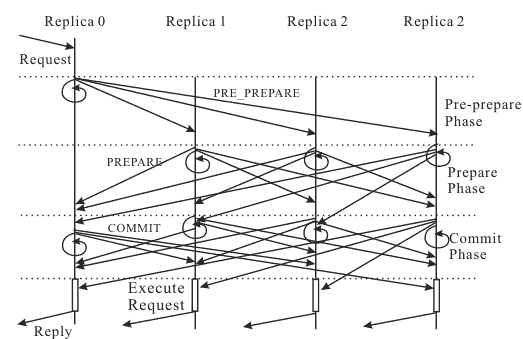 Replica 0 Replica 1 Replica 2 Replica 2
Request
PRE_PREPARE
Pre-prepare
Phase
PREPARE
Prepare
Phase
COMMIT
Commit
Phase
Execute
Request
Reply